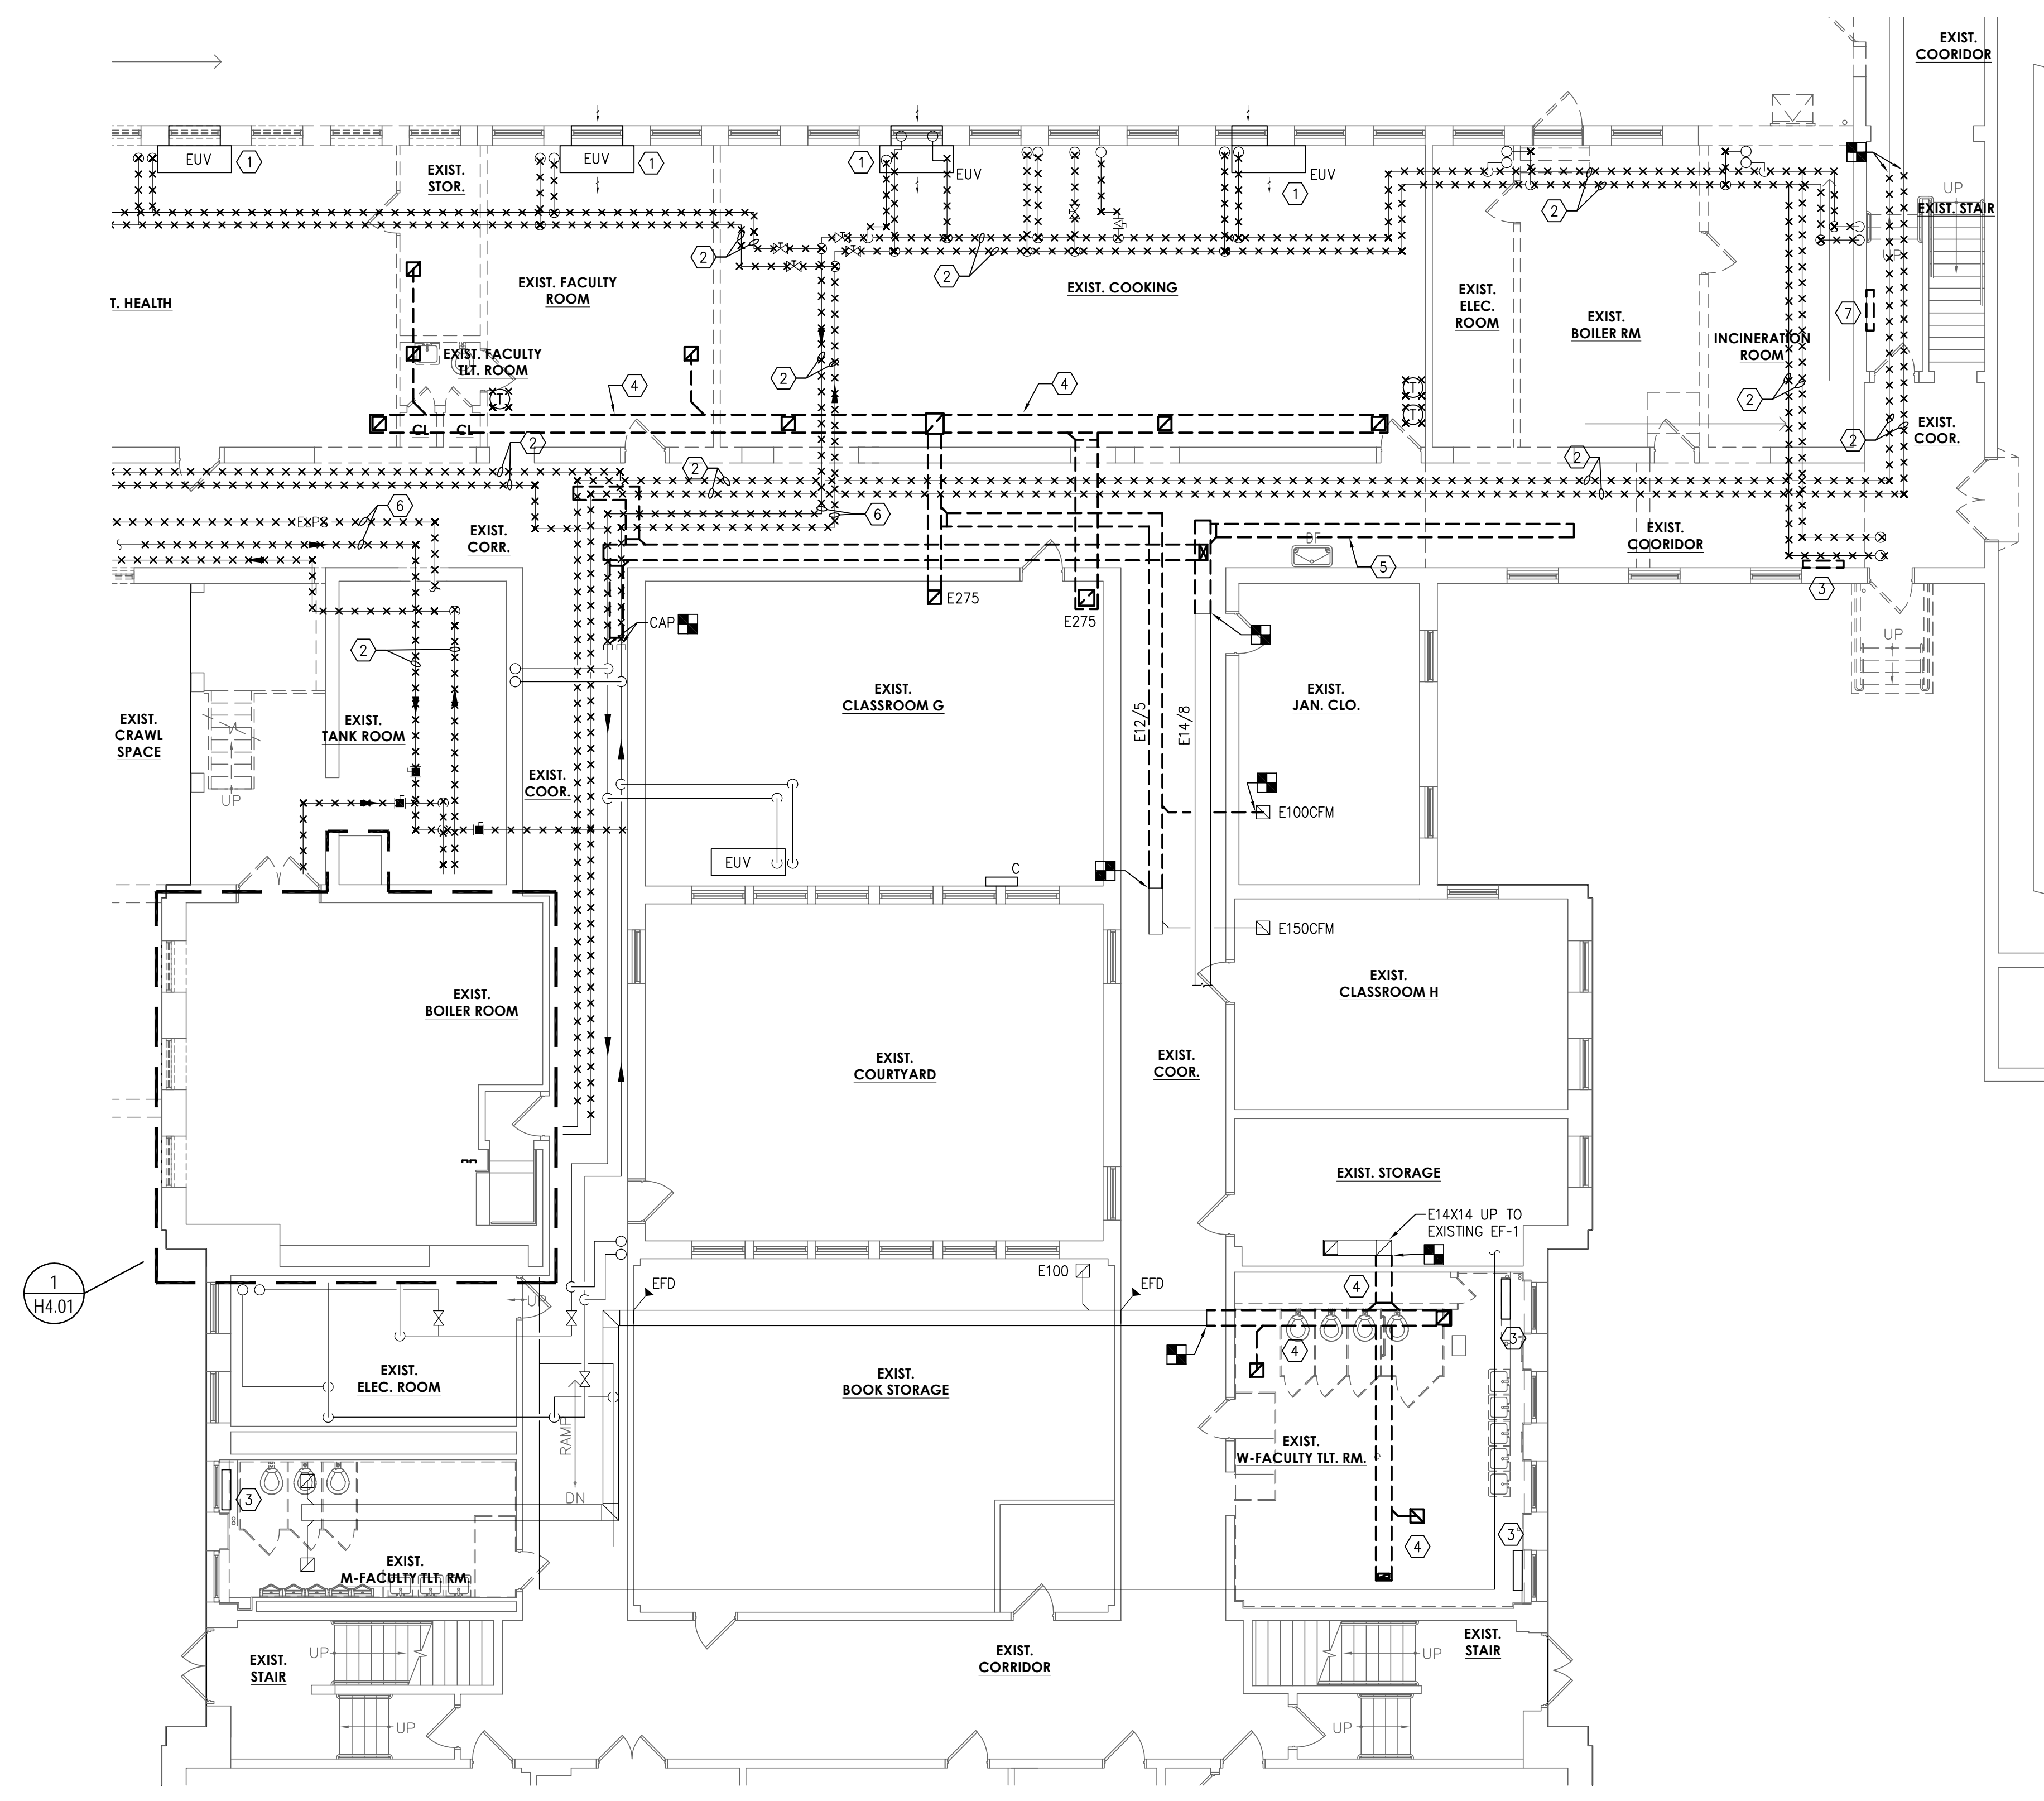 EXIST.
COORIDOR
EUV
1
EXIST.
STOR.
EUV
1
1
EUV
1
EUV
2
UP
EXIST. STAIR
UP
2
2
T. HEALTH
EXIST. FACULTY
ROOM
EXIST. COOKING
EXIST.
ELEC.
ROOM
EXIST.
BOILER RM
INCINERATION
ROOM
7
EXIST. FACULTY
TLT. ROOM
T
4
2
4
T
T
2
CL
CL
2
2
2
2
EXIST.
COOR.
6
6
EXIST.
CORR.
EXIST.
COORIDOR
DF
5
3
E275
E275
CAP
2
UP
EXIST.
CRAWL
SPACE
EXIST.
TANK ROOM
UP
EXIST.
COOR.
EXIST.
CLASSROOM G
E12/5
E14/8
EXIST.
JAN. CLO.
E100CFM
EUV
C
E150CFM
EXIST.
BOILER ROOM
EXIST.
COURTYARD
EXIST.
COOR.
EXIST.
CLASSROOM H
EXIST. STORAGE
E14X14 UP TO
EXISTING EF-1
1
H4.01
UP
EFD
E100
EFD
4
4
3
EXIST.
ELEC. ROOM
RAMP
DN
EXIST.
BOOK STORAGE
EXIST.
W-FACULTY TLT. RM.
3
3
4
EXIST.
M-FACULTY TLT. RM.
EXIST.
STAIR
UP
UP
EXIST.
CORRIDOR
UP
UP
EXIST.
STAIR